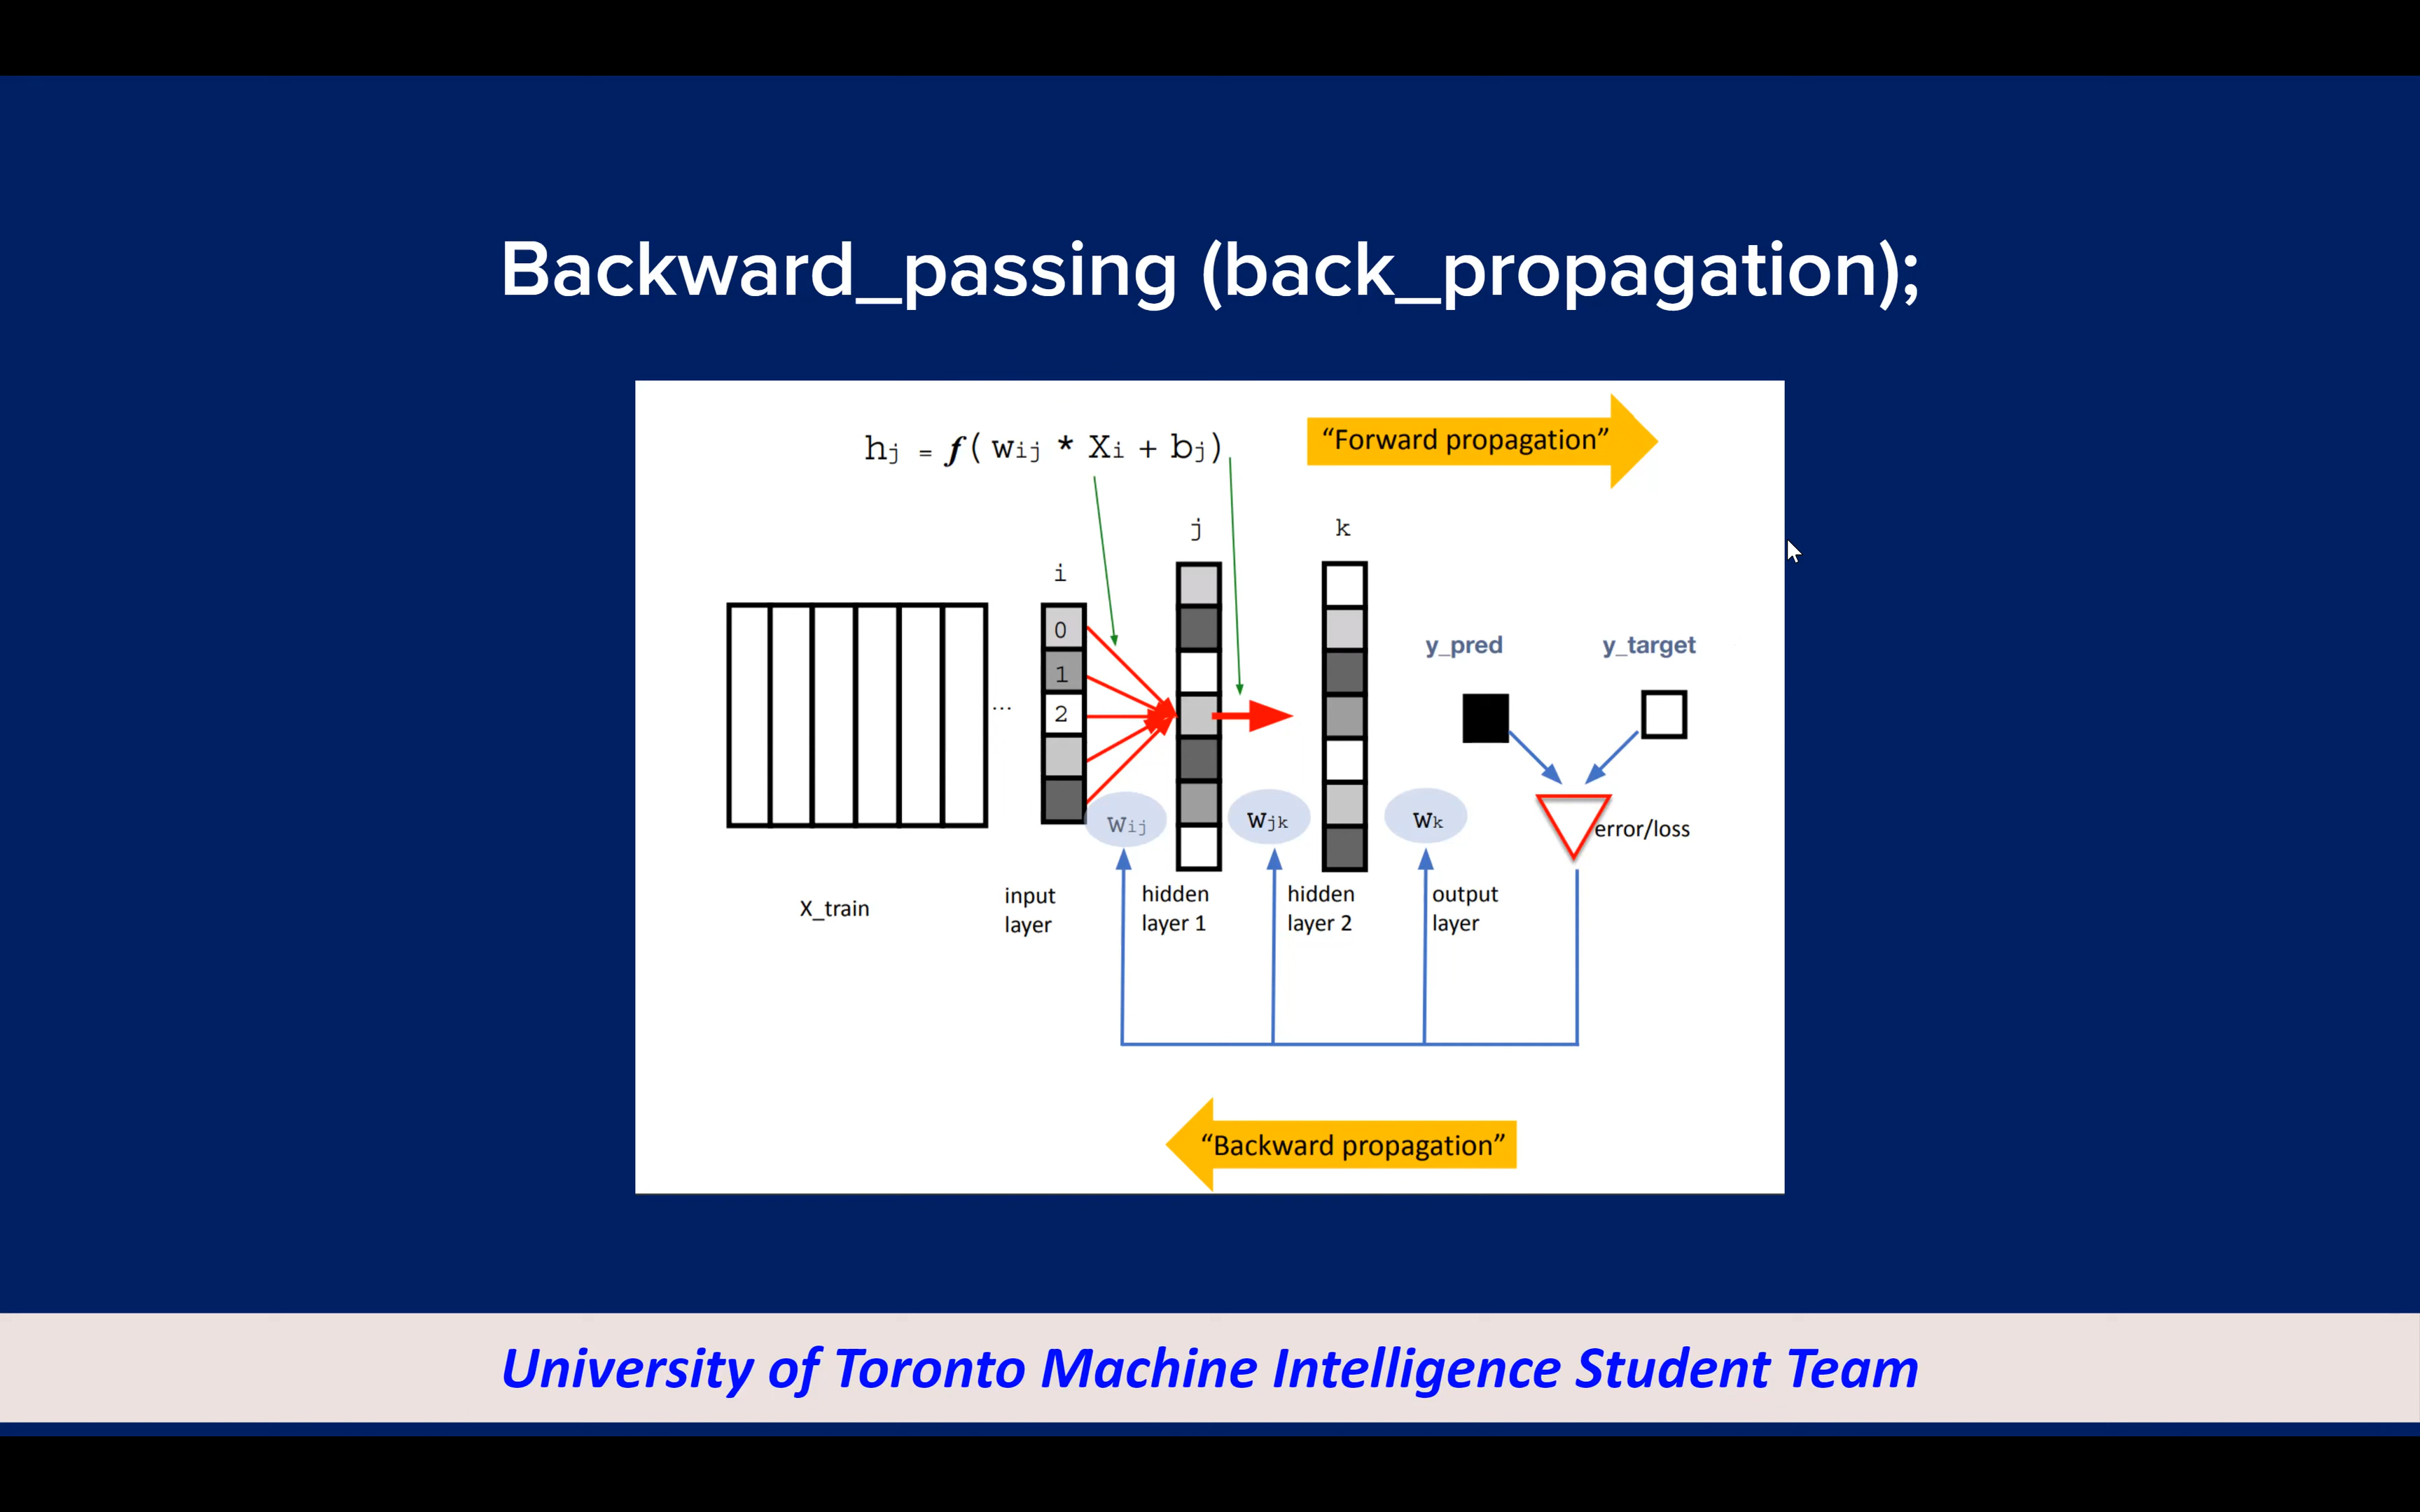 Backward_passing (back_propagation);
hj = f( wij * Xi + bj)
“Forward propagation”
j
k
i
0
1
2
...
y_pred
y_target
wij
wjk
wk
error/loss
X_train
input
layer
hidden
layer 1
hidden
layer 2
output
layer
“Backward propagation”
University of Toronto Machine Intelligence Student Team